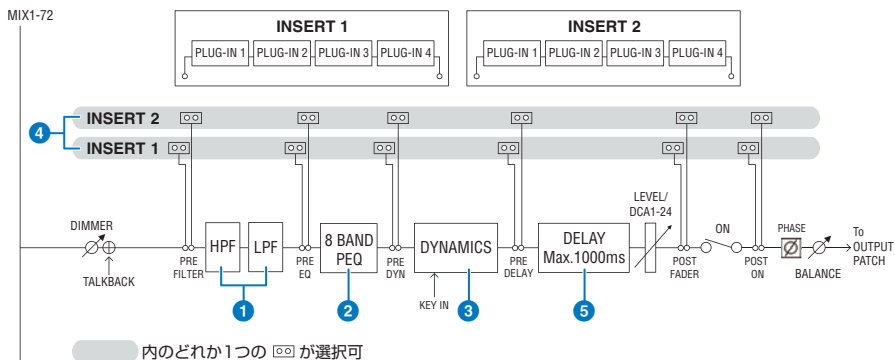 MIX1-72
INSERT 1
PLUG-IN 1 PLUG-IN 2 PLUG-IN 3 PLUG-IN 4
INSERT 2
PLUG-IN 1 PLUG-IN 2 PLUG-IN 3 PLUG-IN 4
4
INSERT 2
INSERT 1
DIMMER
TALKBACK
PRE
FILTER
HPF
LPF
1
PRE
EQ
8 BAND
PEQ
2
PRE
DYN
DYNAMICS
KEY IN
3
PRE
DELAY
DELAY
Max.1000ms
5
LEVEL/
DCA1-24
POST
FADER
ON
POST
ON
PHASE
Ø
BALANCE
To
OUTPUT
PATCH
内のどれか1つの が選択可